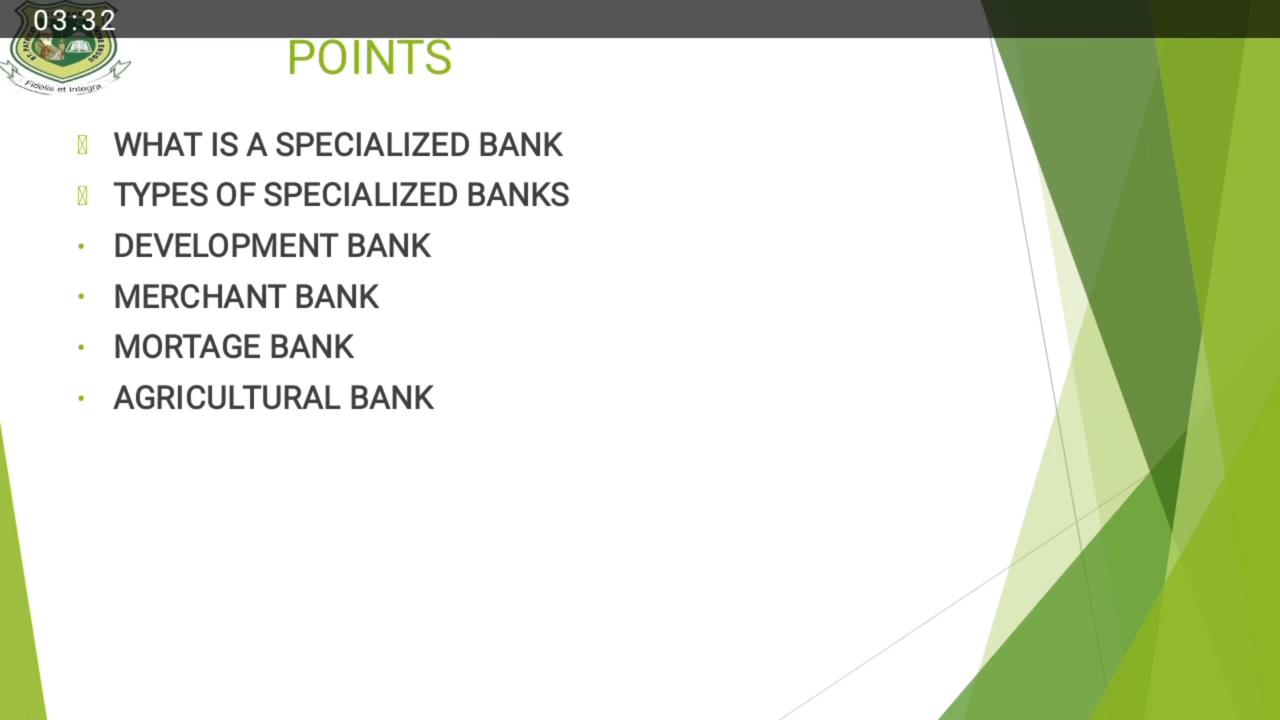 03:32
POINTS
Fidelis et Integra
WHAT IS A SPECIALIZED BANK
TYPES OF SPECIALIZED BANKS
• DEVELOPMENT BANK
• MERCHANT BANK
• MORTAGE BANK
• AGRICULTURAL BANK